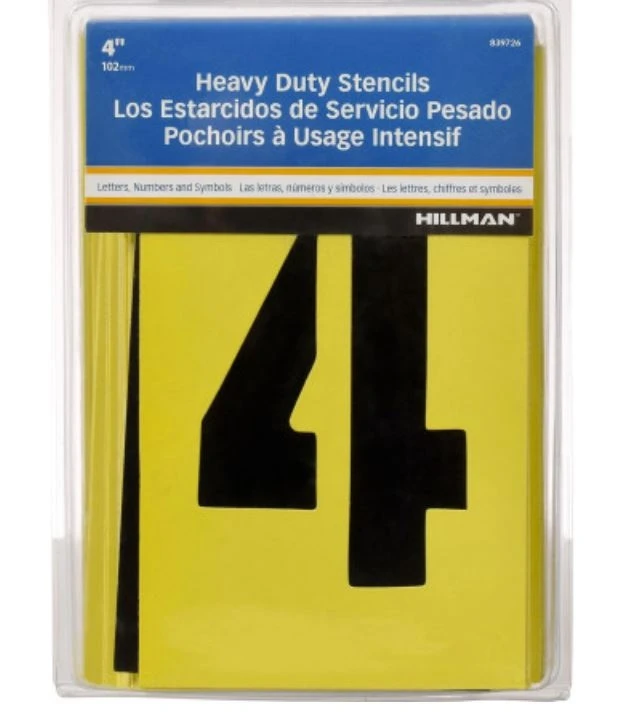 4"
839726
102mm
Heavy Duty Stencils
Los Estarcidos de Servicio Pesado
Pochoirs à Usage Intensif
Letters, Numbers and Symbols · Las letras, números y símbolos · Les lettres, chiffres et symboles
HILLMAN™
4